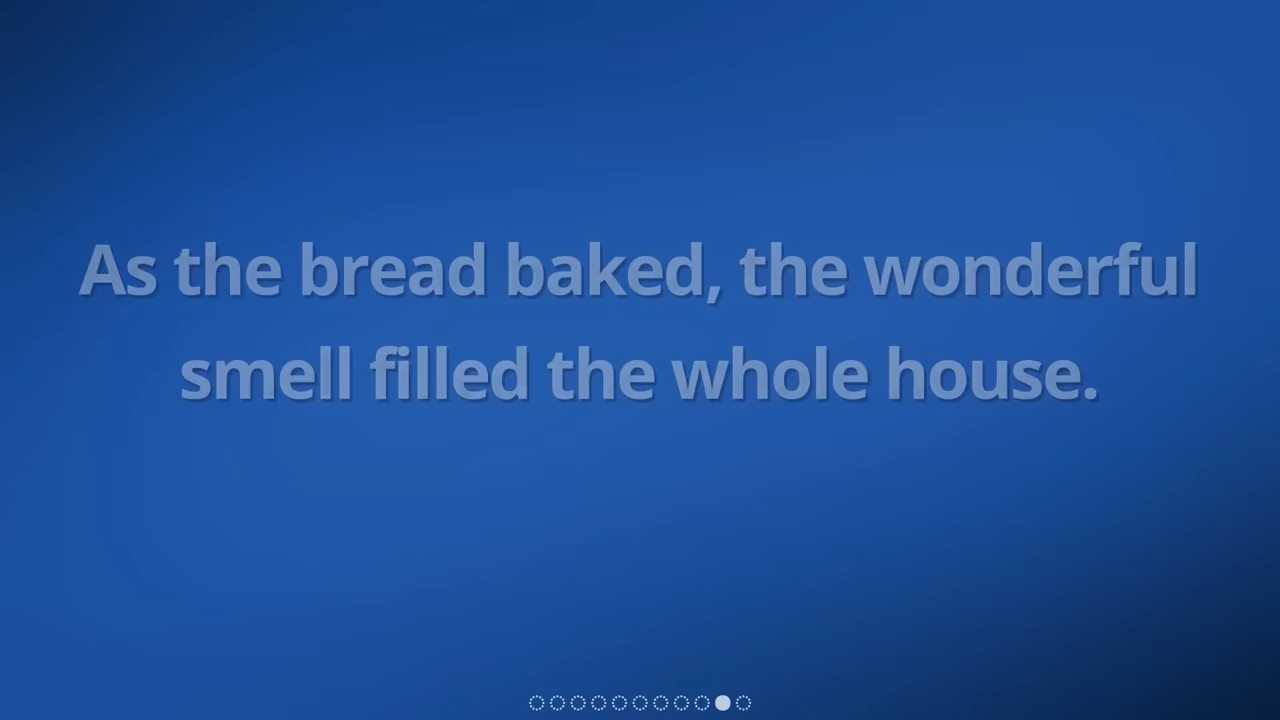 As the bread baked, the wonderful
smell filled the whole house.